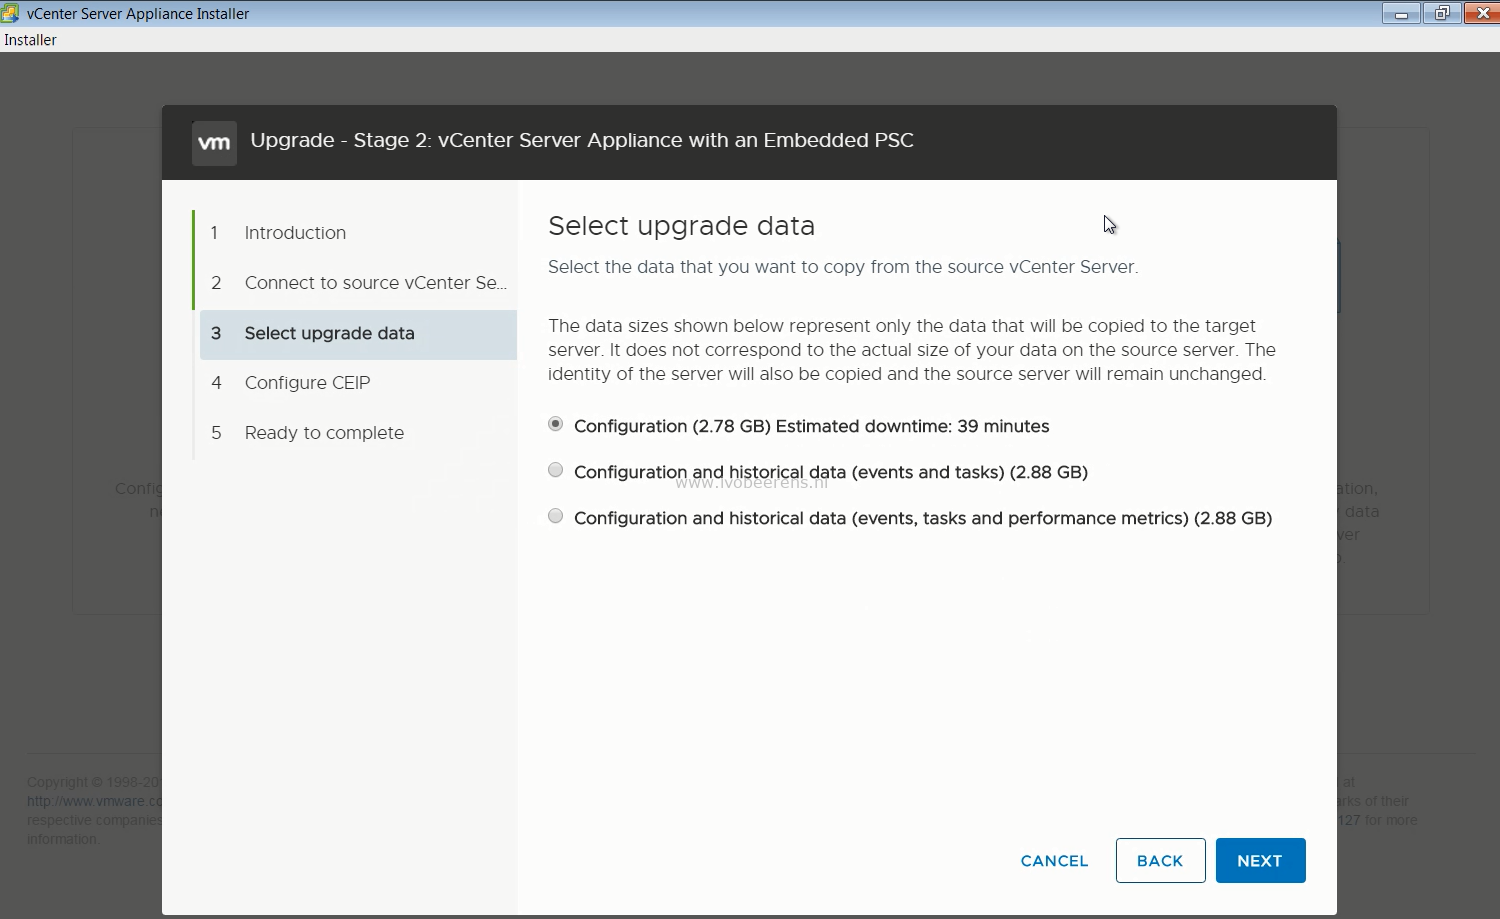 vCenter Server Appliance Installer
Installer
vm
Upgrade - Stage 2: vCenter Server Appliance with an Embedded PSC
1 Introduction
2 Connect to source vCenter Se...
3 Select upgrade data
4 Configure CEIP
5 Ready to complete
Select upgrade data
Select the data that you want to copy from the source vCenter Server.
The data sizes shown below represent only the data that will be copied to the target
server. It does not correspond to the actual size of your data on the source server. The
identity of the server will also be copied and the source server will remain unchanged.
Configuration (2.78 GB) Estimated downtime: 39 minutes
Configuration and historical data (events and tasks) (2.88 GB)
www.ivobeerens.nl
Configuration and historical data (events, tasks and performance metrics) (2.88 GB)
CANCEL BACK NEXT
Config
ation,
data
ver
Copyright © 1998-20
at
http://www.vmware.co
arks of their
respective companies
127 for more
information.